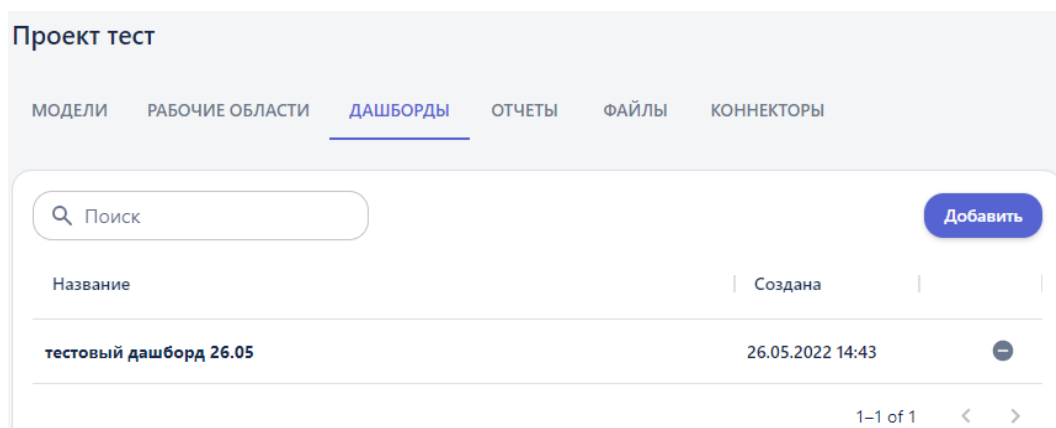 Проект тест
МОДЕЛИ РАБОЧИЕ ОБЛАСТИ ДАШБОРДЫ ОТЧЕТЫ ФАЙЛЫ КОННЕКТОРЫ
Поиск Добавить
Название Создана
тестовый дашборд 26.05 26.05.2022 14:43
1–1 of 1